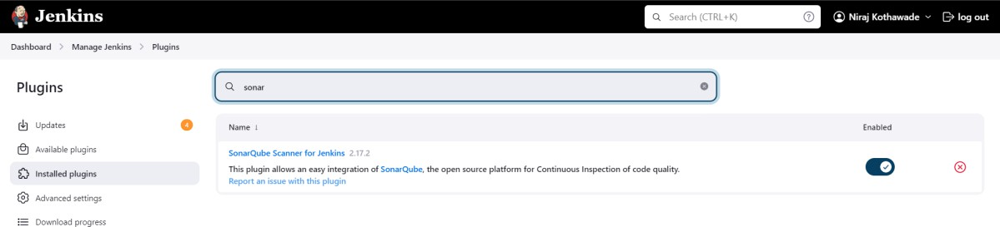 Jenkins
Search (CTRL+K)
?
Niraj Kothawade
log out
Dashboard > Manage Jenkins > Plugins
Plugins
sonar
Updates
4
Available plugins
Installed plugins
Advanced settings
Download progress
Name ↓
Enabled
SonarQube Scanner for Jenkins 2.17.2
This plugin allows an easy integration of SonarQube, the open source platform for Continuous Inspection of code quality.
Report an issue with this plugin